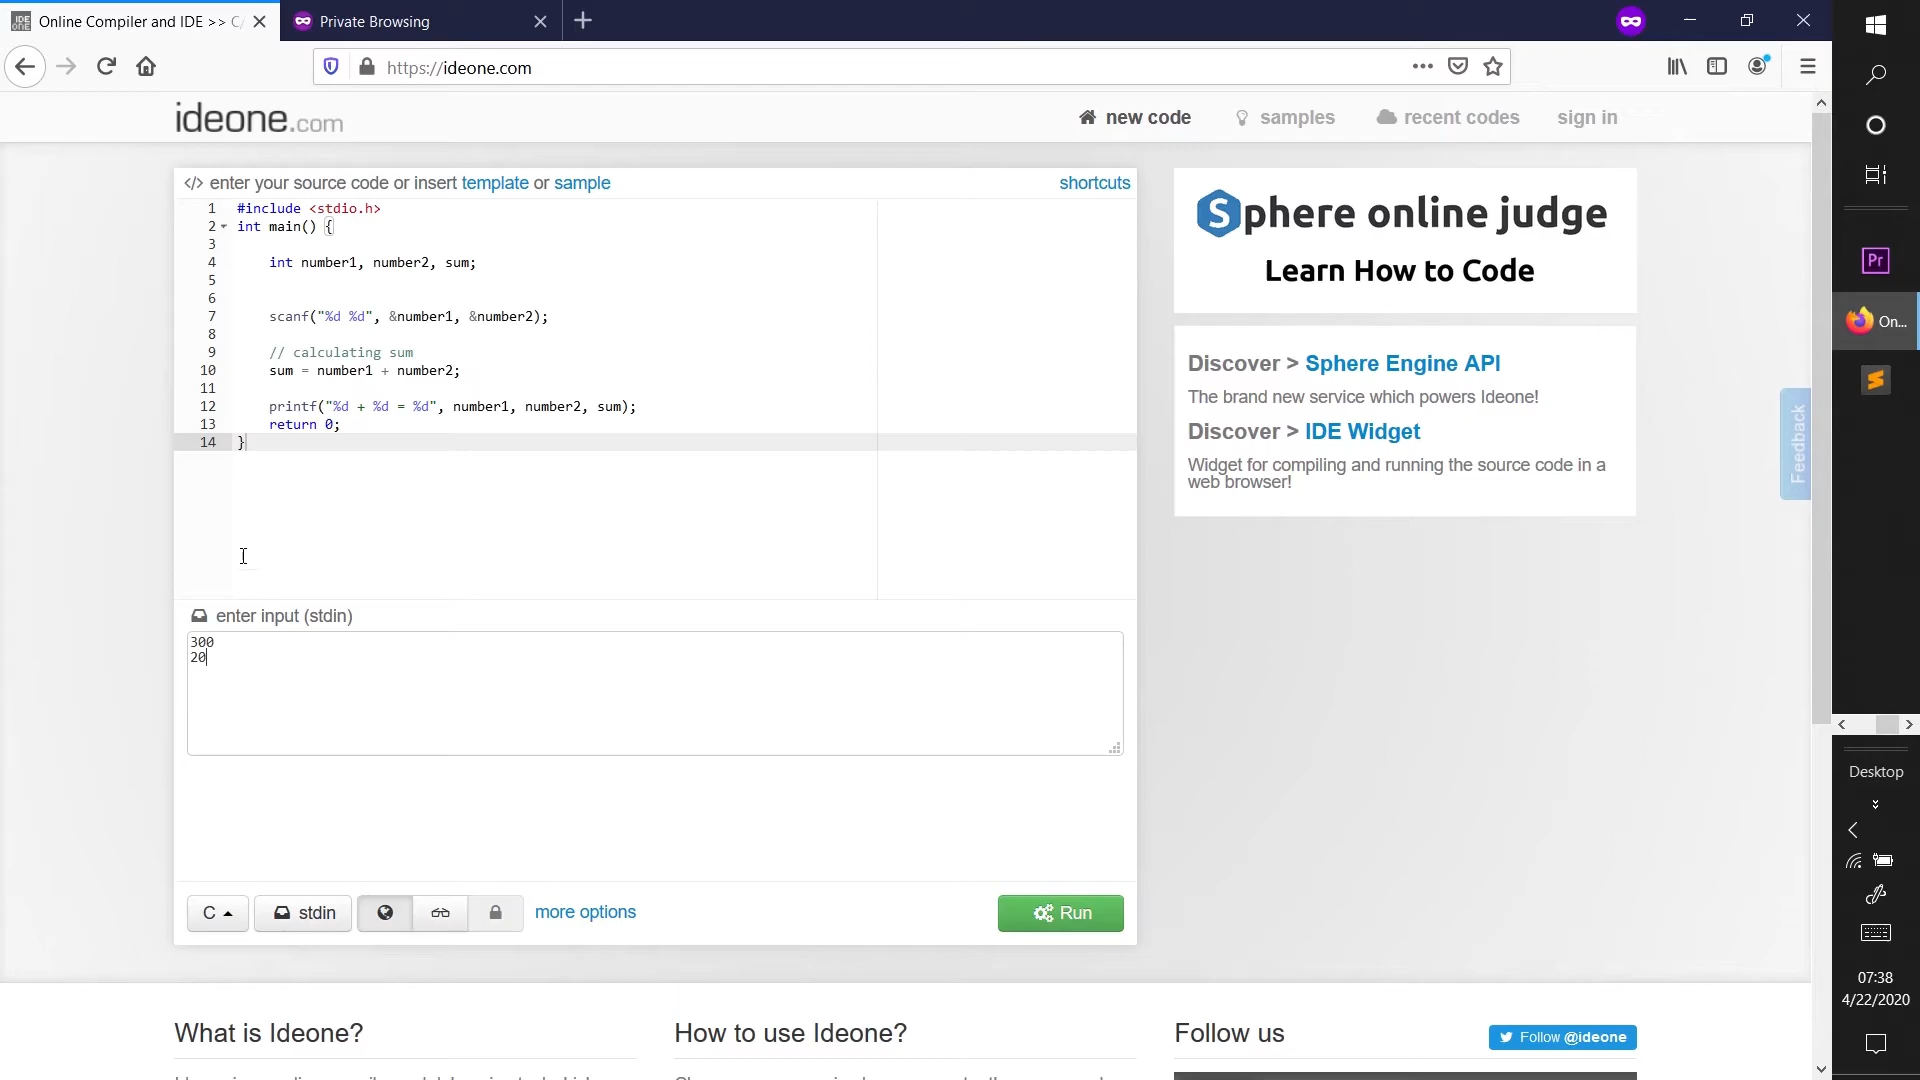 Online Compiler and IDE >> C/
Private Browsing
https://ideone.com
ideone.com
new code
samples
recent codes
sign in
</> enter your source code or insert template or sample
shortcuts
1 #include <stdio.h>
2 int main() {
3
4 int number1, number2, sum;
5
6
7 scanf("%d %d", &number1, &number2);
8
9 // calculating sum
10 sum = number1 + number2;
11
12 printf("%d + %d = %d", number1, number2, sum);
13 return 0;
14 }
enter input (stdin)
300
20
C
stdin
more options
Run
Sphere online judge
Learn How to Code
Discover > Sphere Engine API
The brand new service which powers Ideone!
Discover > IDE Widget
Widget for compiling and running the source code in a
web browser!
Feedback
What is Ideone?
How to use Ideone?
Follow us
Follow @ideone
Pr
On...
Desktop
07:38
4/22/2020